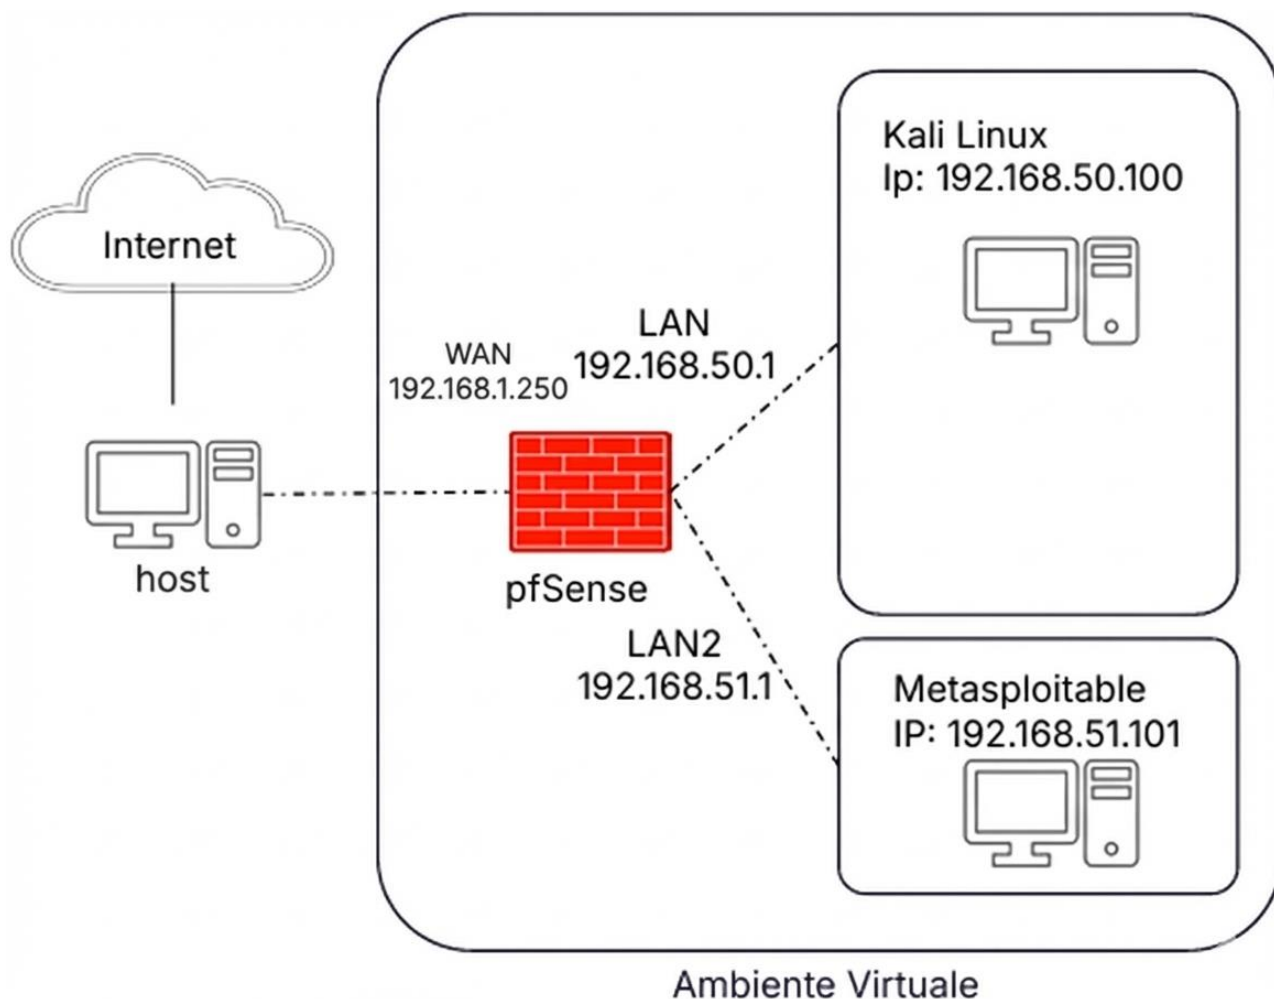 Kali Linux
Ip: 192.168.50.100
Internet
LAN
192.168.50.1
WAN
192.168.1.250
host
pfSense
LAN2
192.168.51.1
Metasploitable
IP: 192.168.51.101
Ambiente Virtuale